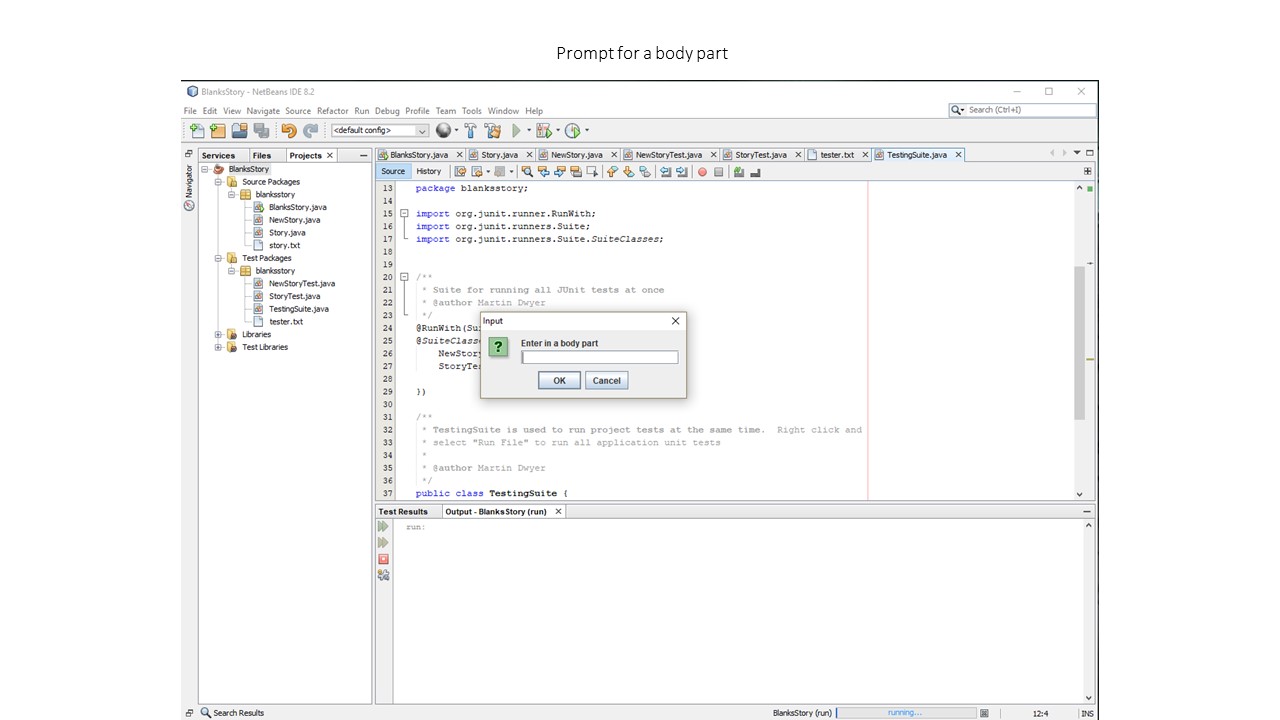 Prompt for a body part
BlanksStory - NetBeans IDE 8.2
File Edit View Navigate Source Refactor Run Debug Profile Team Tools Window Help
Search (Ctrl+I)
<default config>
Services Files Projects
Navigator
BlanksStory
Source Packages
blanksstory
BlanksStory.java
NewStory.java
Story.java
story.txt
Test Packages
blanksstory
NewStoryTest.java
StoryTest.java
TestingSuite.java
tester.txt
Libraries
Test Libraries
BlanksStory.java Story.java NewStory.java NewStoryTest.java StoryTest.java tester.txt TestingSuite.java
Source History
13 package blanksstory;
14
15 import org.junit.runner.RunWith;
16 import org.junit.runners.Suite;
17 import org.junit.runners.Suite.SuiteClasses;
18
19
20 /**
21 * Suite for running all JUnit tests at once
22 * @author Martin Dwyer
23 */
24 @RunWith(Su
25 @SuiteClass
26 NewStory
27 StoryTes
28
29 })
30
31 /**
32 * TestingSuite is used to run project tests at the same time. Right click and
33 * select "Run File" to run all application unit tests
34 *
35 * @author Martin Dwyer
36 */
37 public class TestingSuite {
Input
?
Enter in a body part
OK Cancel
Test Results Output - BlanksStory (run)
run:
Search Results
BlanksStory (run) running... 12:4 INS